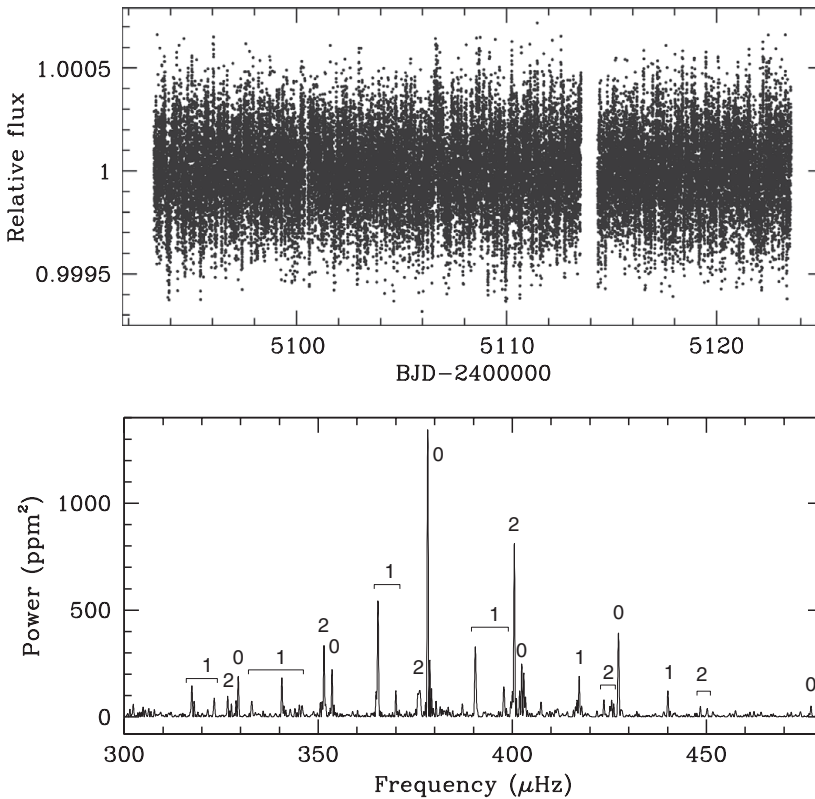 1.0005
1
0.9995
Relative flux
5100 5110 5120
BJD−2400000
1000
500
0
Power (ppm²)
1 2 0 1 2 0 1 2 0 1 2 0 1 2 0 1 2 0
300 350 400 450
Frequency (μHz)